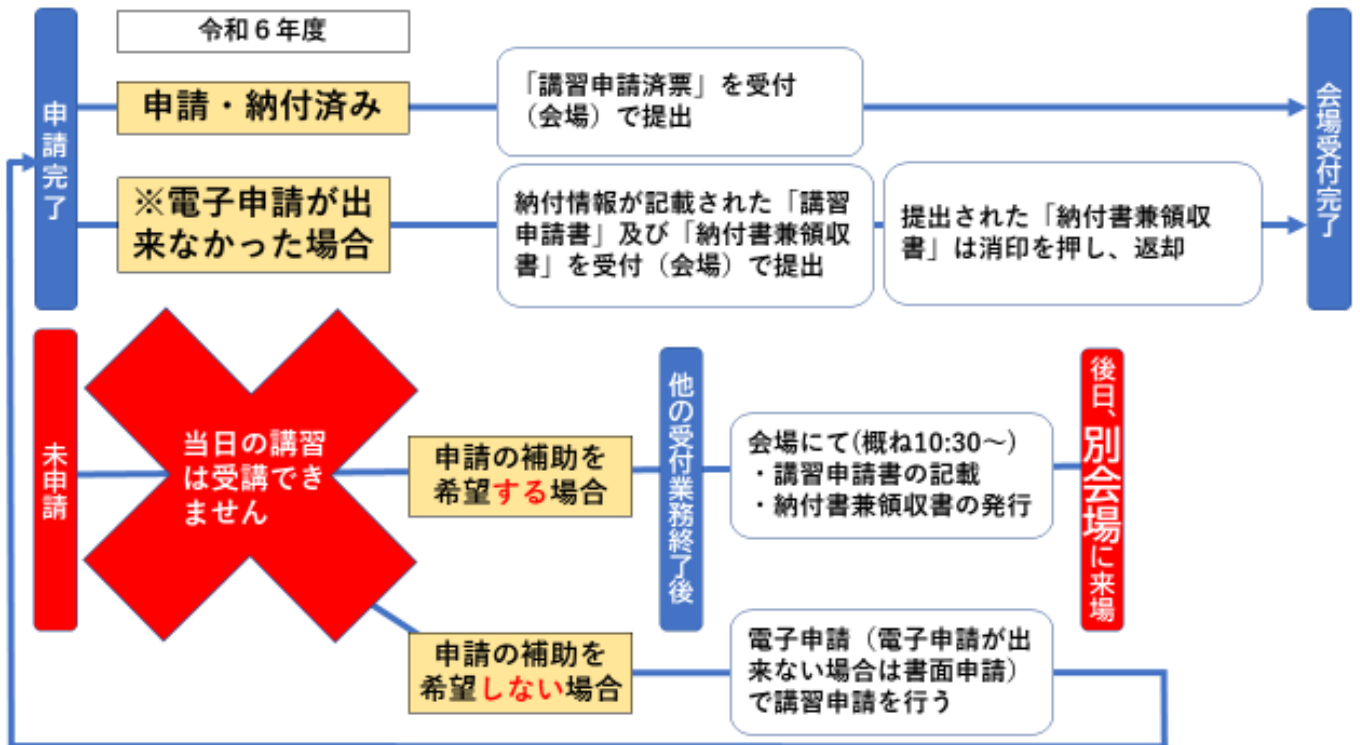 令和６年度
申請完了
申請・納付済み
「講習申請済票」を受付
（会場）で提出
会場受付完了
※電子申請が出
来なかった場合
納付情報が記載された「講習
申請書」及び「納付書兼領収
書」を受付（会場）で提出
提出された「納付書兼領収
書」は消印を押し、返却
未申請
当日の講習
は受講でき
ません
申請の補助を
希望する場合
他の受付業務終了後
会場にて(概ね10:30～)
・講習申請書の記載
・納付書兼領収書の発行
後日、別会場に来場
申請の補助を
希望しない場合
電子申請（電子申請が出
来ない場合は書面申請）
で講習申請を行う